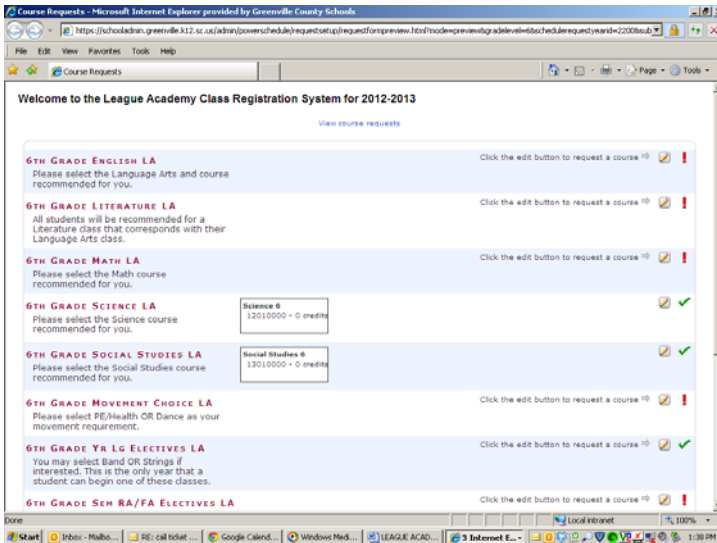 Course Requests - Microsoft Internet Explorer provided by Greenville County Schools
https://schooladmin.greenville.k12.sc.us/admin/powerschedule/requestsetup/requestformpreview.html?mode=preview&gradelevel=6&schedulerequestyearid=2200&sub
File Edit View Favorites Tools Help
Course Requests
Page Tools
Welcome to the League Academy Class Registration System for 2012-2013
View course requests
6TH GRADE ENGLISH LA
Click the edit button to request a course
Please select the Language Arts and course
recommended for you.
6TH GRADE LITERATURE LA
Click the edit button to request a course
All students will be recommended for a
Literature class that corresponds with their
Language Arts class.
6TH GRADE MATH LA
Click the edit button to request a course
Please select the Math course
recommended for you.
6TH GRADE SCIENCE LA
Please select the Science course
recommended for you.
Science 6
12010000 • 0 credits
6TH GRADE SOCIAL STUDIES LA
Please select the Social Studies course
recommended for you.
Social Studies 6
13010000 • 0 credits
6TH GRADE MOVEMENT CHOICE LA
Click the edit button to request a course
Please select PE/Health OR Dance as your
movement requirement.
6TH GRADE YR LG ELECTIVES LA
Click the edit button to request a course
You may select Band OR Strings if
interested. This is the only year that a
student can begin one of these classes.
6TH GRADE SEM RA/FA ELECTIVES LA
Click the edit button to request a course
Done
Local intranet
100%
Start
Inbox - Mailbo...
RE: call ticket ...
Google Calend...
Windows Medi...
LEAGUE ACAD...
3 Internet E...
1:30 PM